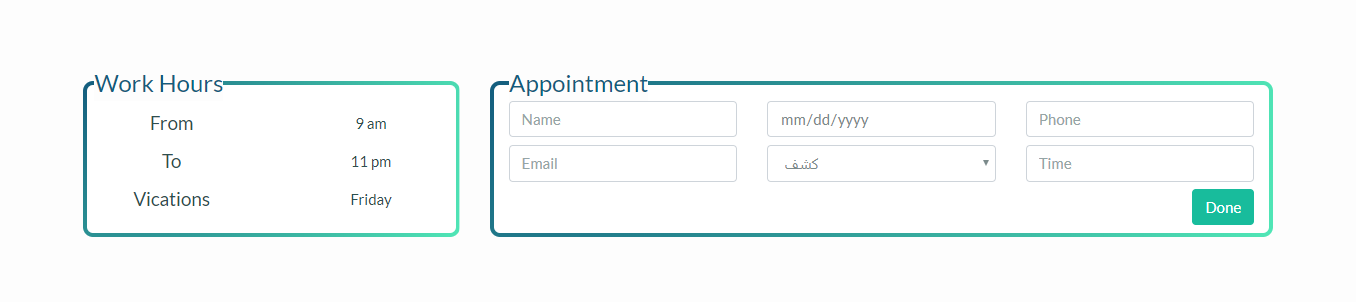 Work Hours
From 9 am
To 11 pm
Vications Friday
Appointment
Name mm/dd/yyyy Phone
Email كشف Time
Done